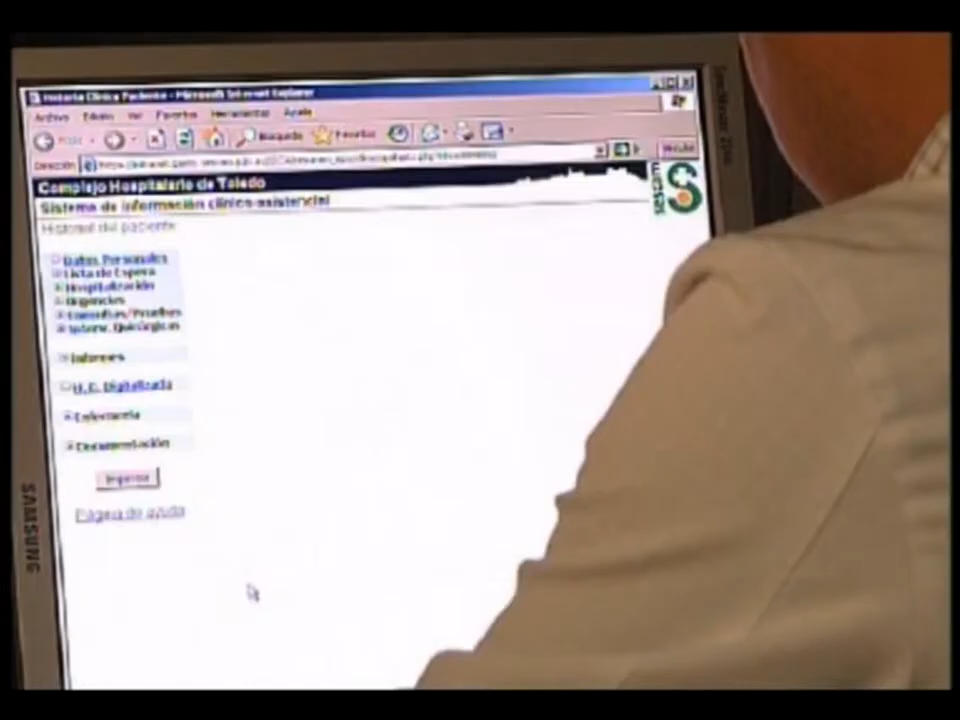 Historia Clínica Paciente - Microsoft Internet Explorer
Archivo Edición Ver Favoritos Herramientas Ayuda
Búsqueda Favoritos
Dirección
Complejo Hospitalario de Toledo
Sistema de información clínico-asistencial
sescam
Historial del paciente
Datos Personales
Lista de Espera
Hospitalización
Urgencias
Consultas/Pruebas
Interv. Quirúrgicas
Informes
H. C. Digitalizada
Enfermería
Documentación
Imprimir
Página de ayuda
SAMSUNG